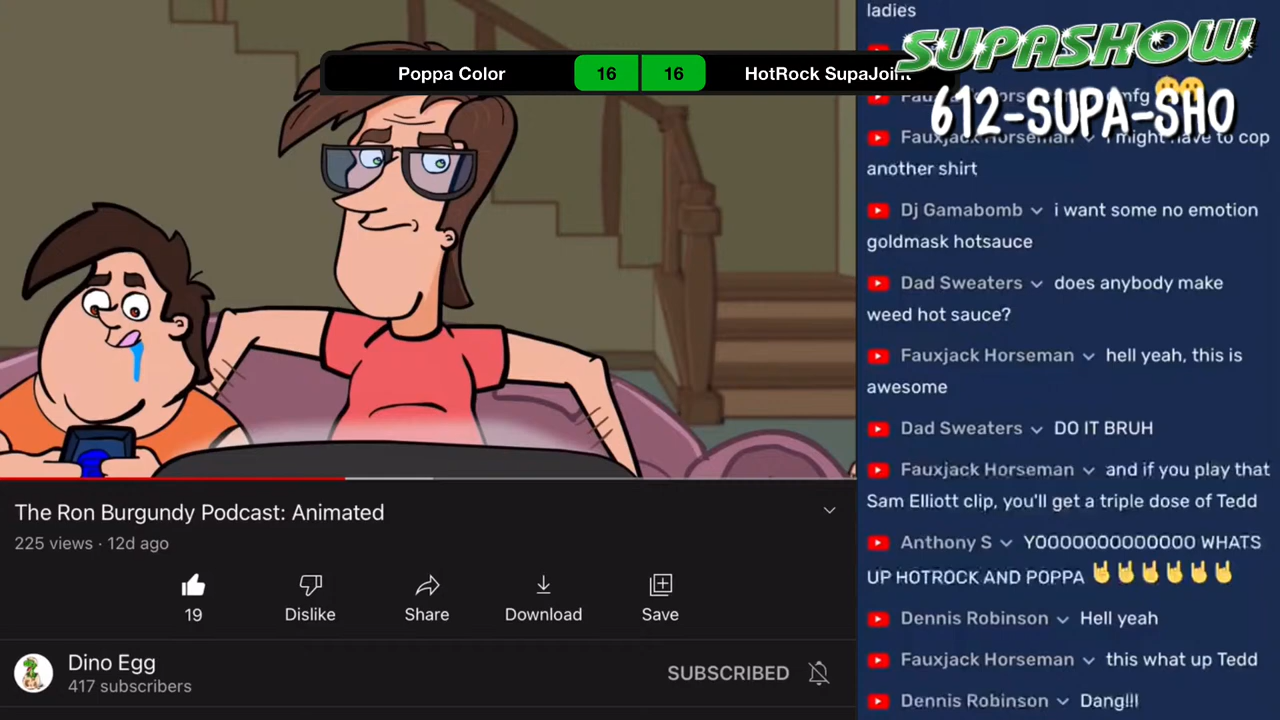 Poppa Color 16 16 HotRock SupaJoint
The Ron Burgundy Podcast: Animated
225 views · 12d ago
19 Dislike Share Download Save
Dino Egg
417 subscribers
SUBSCRIBED
SUPASHOW
612-SUPA-SHO
ladies
mfg
Fauxjack Horseman i might have to cop
another shirt
Dj Gamabomb i want some no emotion
goldmask hotsauce
Dad Sweaters does anybody make
weed hot sauce?
Fauxjack Horseman hell yeah, this is
awesome
Dad Sweaters DO IT BRUH
Fauxjack Horseman and if you play that
Sam Elliott clip, you'll get a triple dose of Tedd
Anthony S YOOOOOOOOOOOOO WHATS
UP HOTROCK AND POPPA 🤘🤘🤘🤘🤘🤘
Dennis Robinson Hell yeah
Fauxjack Horseman this what up Tedd
Dennis Robinson Dang!!!